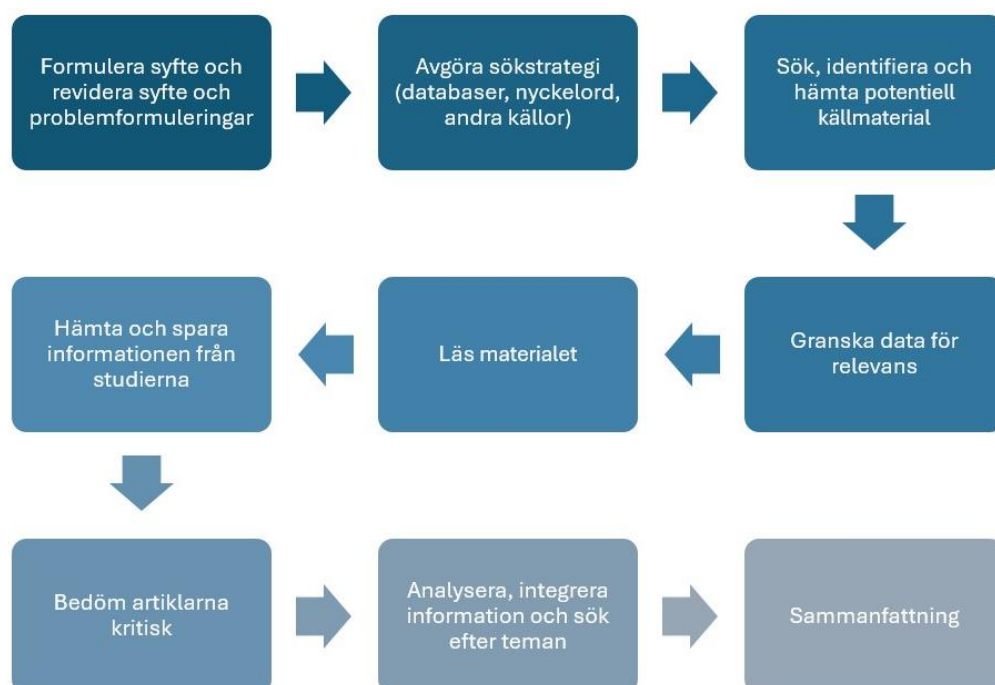 Formulera syfte och
revidera syfte och
problemformuleringar
Avgöra sökstrategi
(databaser, nyckelord,
andra källor)
Sök, identifiera och
hämta potentiell
källmaterial
Granska data för
relevans
Läs materialet
Hämta och spara
informationen från
studierna
Bedöm artiklarna
kritisk
Analysera, integrera
information och sök
efter teman
Sammanfattning